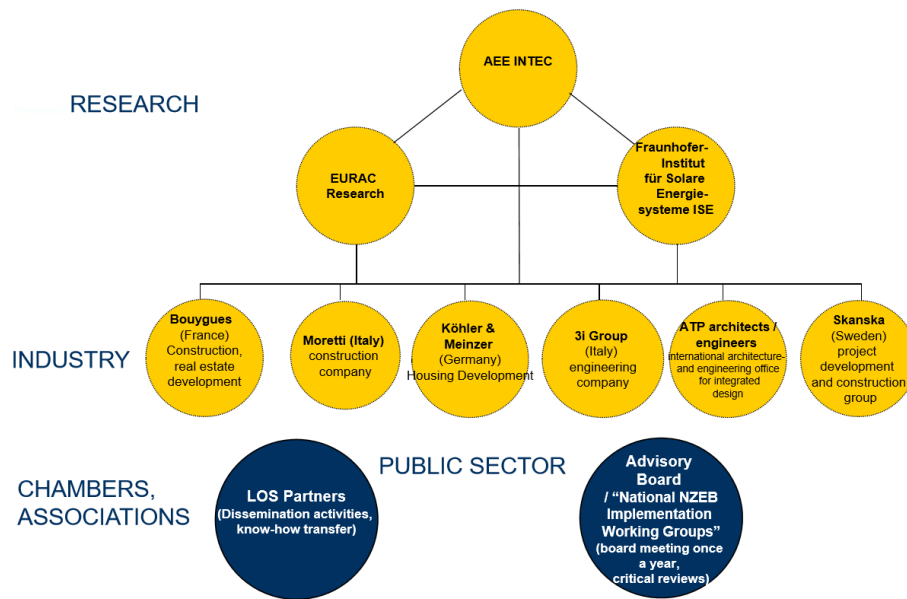 AEE INTEC
RESEARCH
EURAC
Research
Fraunhofer-
Institut
für Solare
Energie-
systeme ISE
INDUSTRY
Bouygues
(France)
Construction,
real estate
development
Moretti (Italy)
construction
company
Köhler &
Meinzer
(Germany)
Housing Development
3i Group
(Italy)
engineering
company
ATP architects /
engineers
international architecture-
and engineering office
for integrated
design
Skanska
(Sweden)
project
development
and construction
group
CHAMBERS,
ASSOCIATIONS
LOS Partners
(Dissemination activities,
know-how transfer)
PUBLIC SECTOR
Advisory
Board
/ “National NZEB
Implementation
Working Groups”
(board meeting once
a year,
critical reviews)